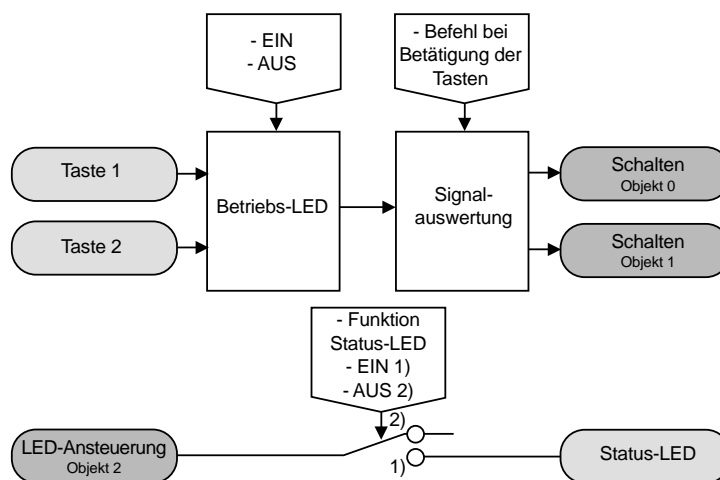 - EIN
- AUS
- Befehl bei
Betätigung der
Tasten
Taste 1
Taste 2
Betriebs-LED
Signal-
auswertung
Schalten
Objekt 0
Schalten
Objekt 1
- Funktion
Status-LED
- EIN 1)
- AUS 2)
LED-Ansteuerung
Objekt 2
2)
1)
Status-LED